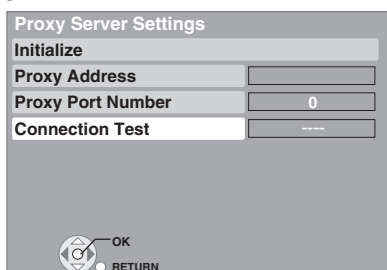 Proxy Server Settings
Initialize
Proxy Address
Proxy Port Number 0
Connection Test ----
OK
RETURN